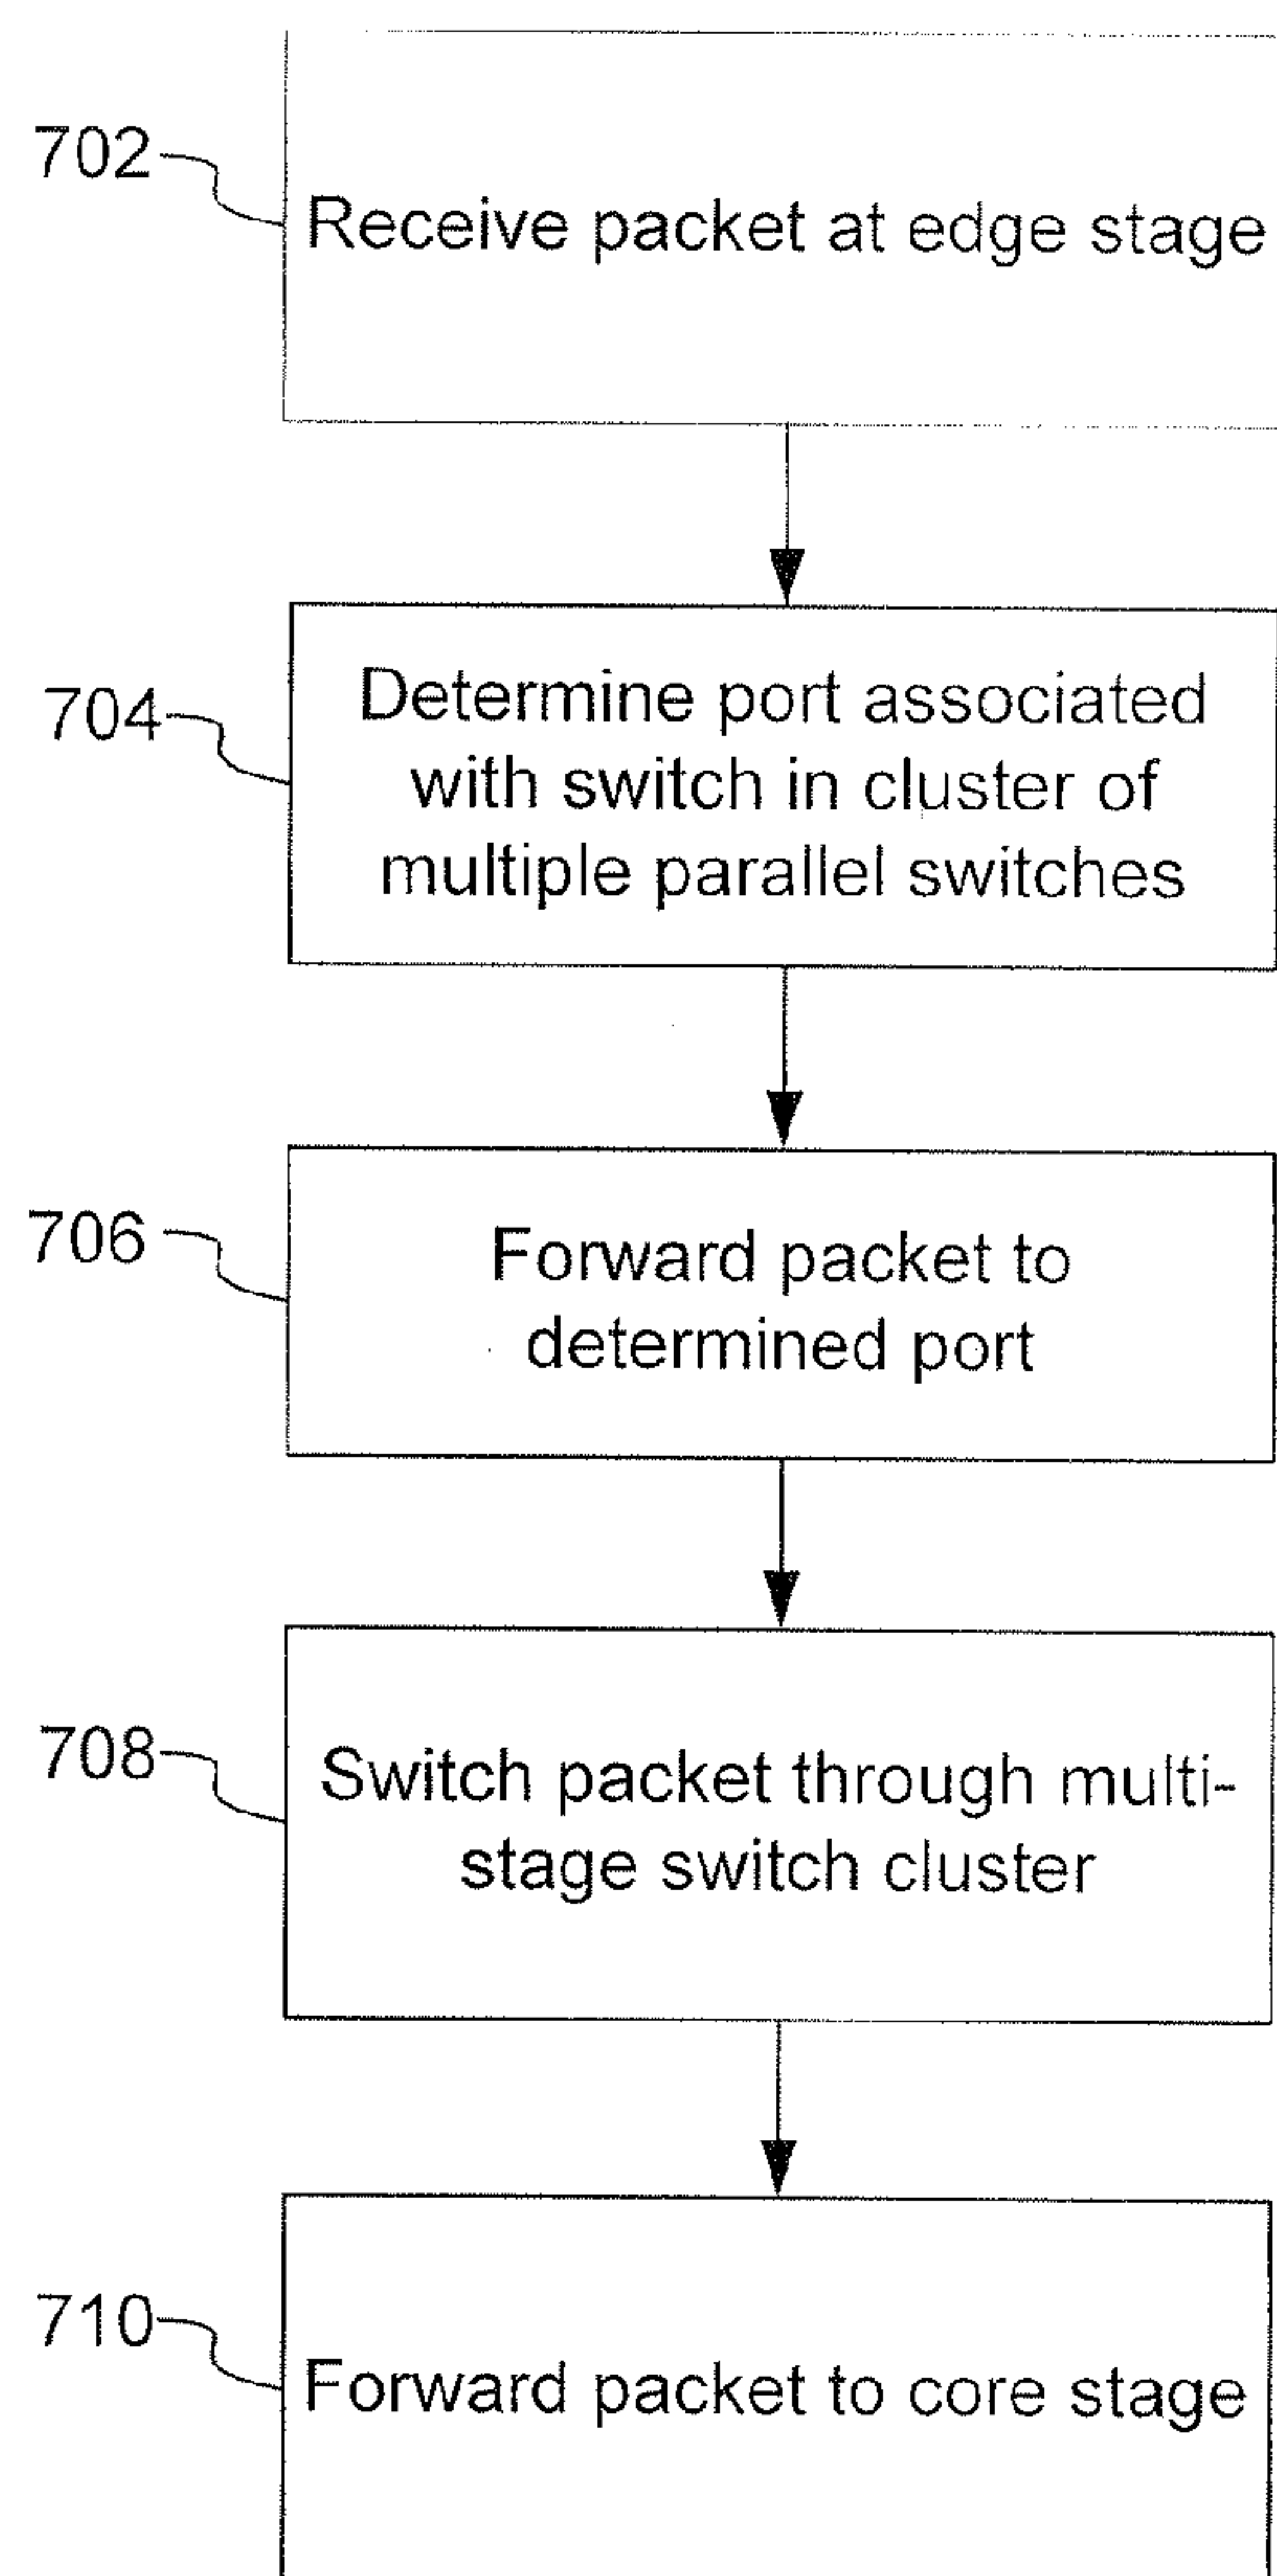 702
Receive packet at edge stage
704
Determine port associated
with switch in cluster of
multiple parallel switches
706
Forward packet to
determined port
708
Switch packet through multi-
stage switch cluster
710
Forward packet to core stage